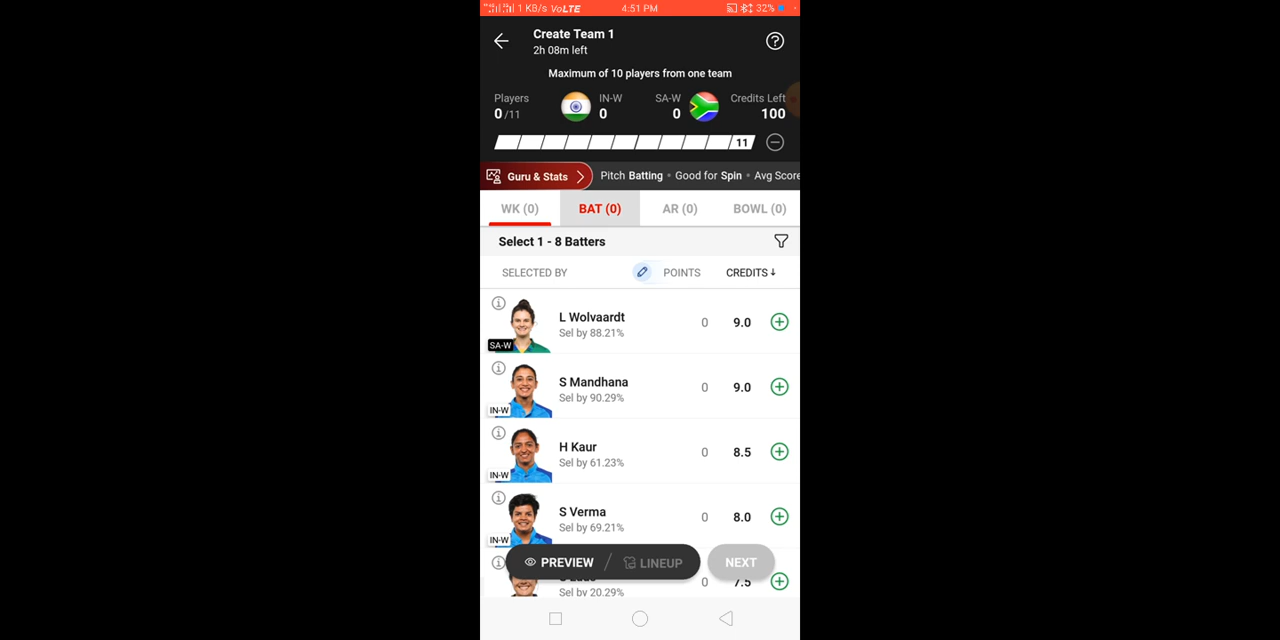 1 KB/s VoLTE 4:51 PM 32%
Create Team 1
2h 08m left
Maximum of 10 players from one team
Players IN-W SA-W Credits Left
0/11 0 0 100
11
Guru & Stats Pitch Batting • Good for Spin • Avg Score
WK (0) BAT (0) AR (0) BOWL (0)
Select 1 - 8 Batters
SELECTED BY POINTS CREDITS↓
L Wolvaardt 0 9.0
Sel by 88.21%
SA-W
S Mandhana 0 9.0
Sel by 90.29%
IN-W
H Kaur 0 8.5
Sel by 61.23%
IN-W
S Verma 0 8.0
Sel by 69.21%
IN-W
PREVIEW / LINEUP NEXT
0 7.5
Sel by 20.29%